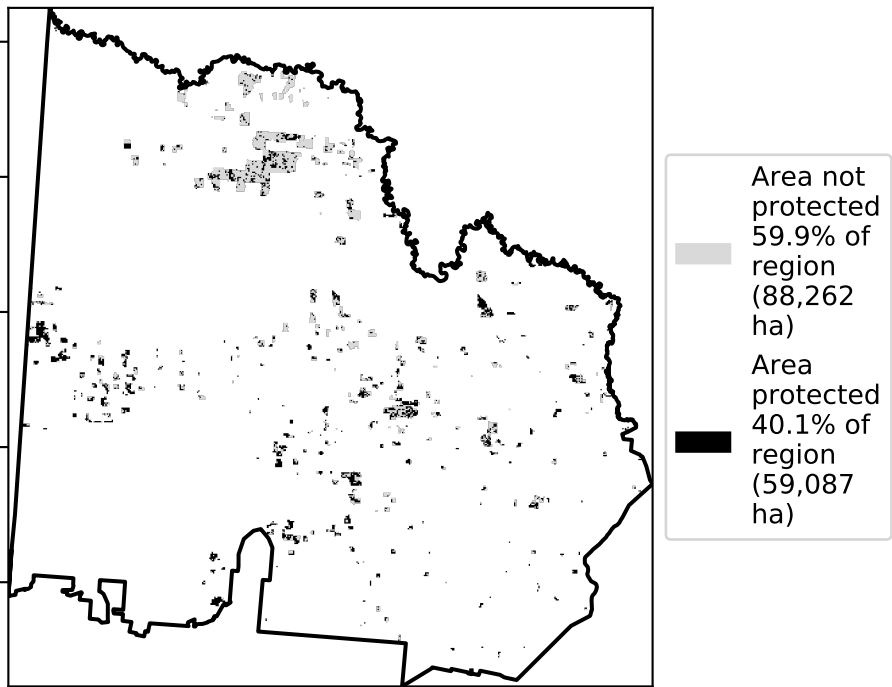 Area not
protected
59.9% of
region
(88,262
ha)
Area
protected
40.1% of
region
(59,087
ha)